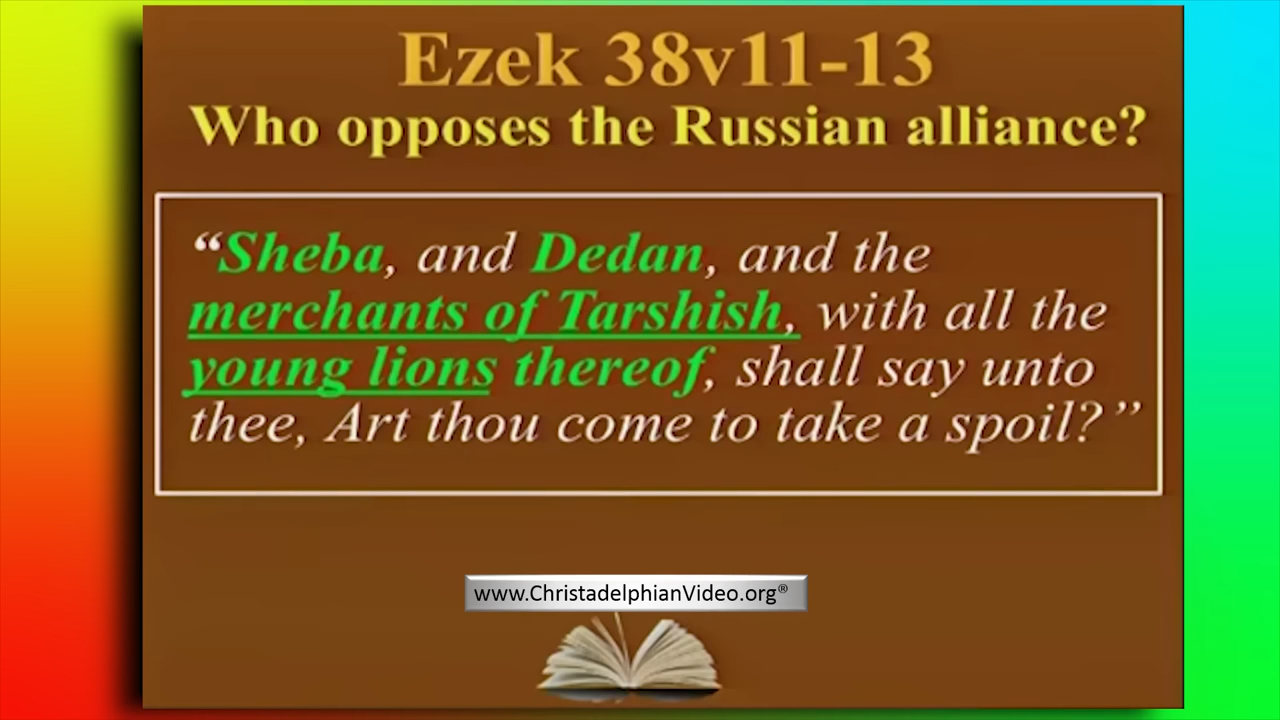 Ezek 38v11-13
Who opposes the Russian alliance?
“Sheba, and Dedan, and the
merchants of Tarshish, with all the
young lions thereof, shall say unto
thee, Art thou come to take a spoil?”
www.ChristadelphianVideo.org®